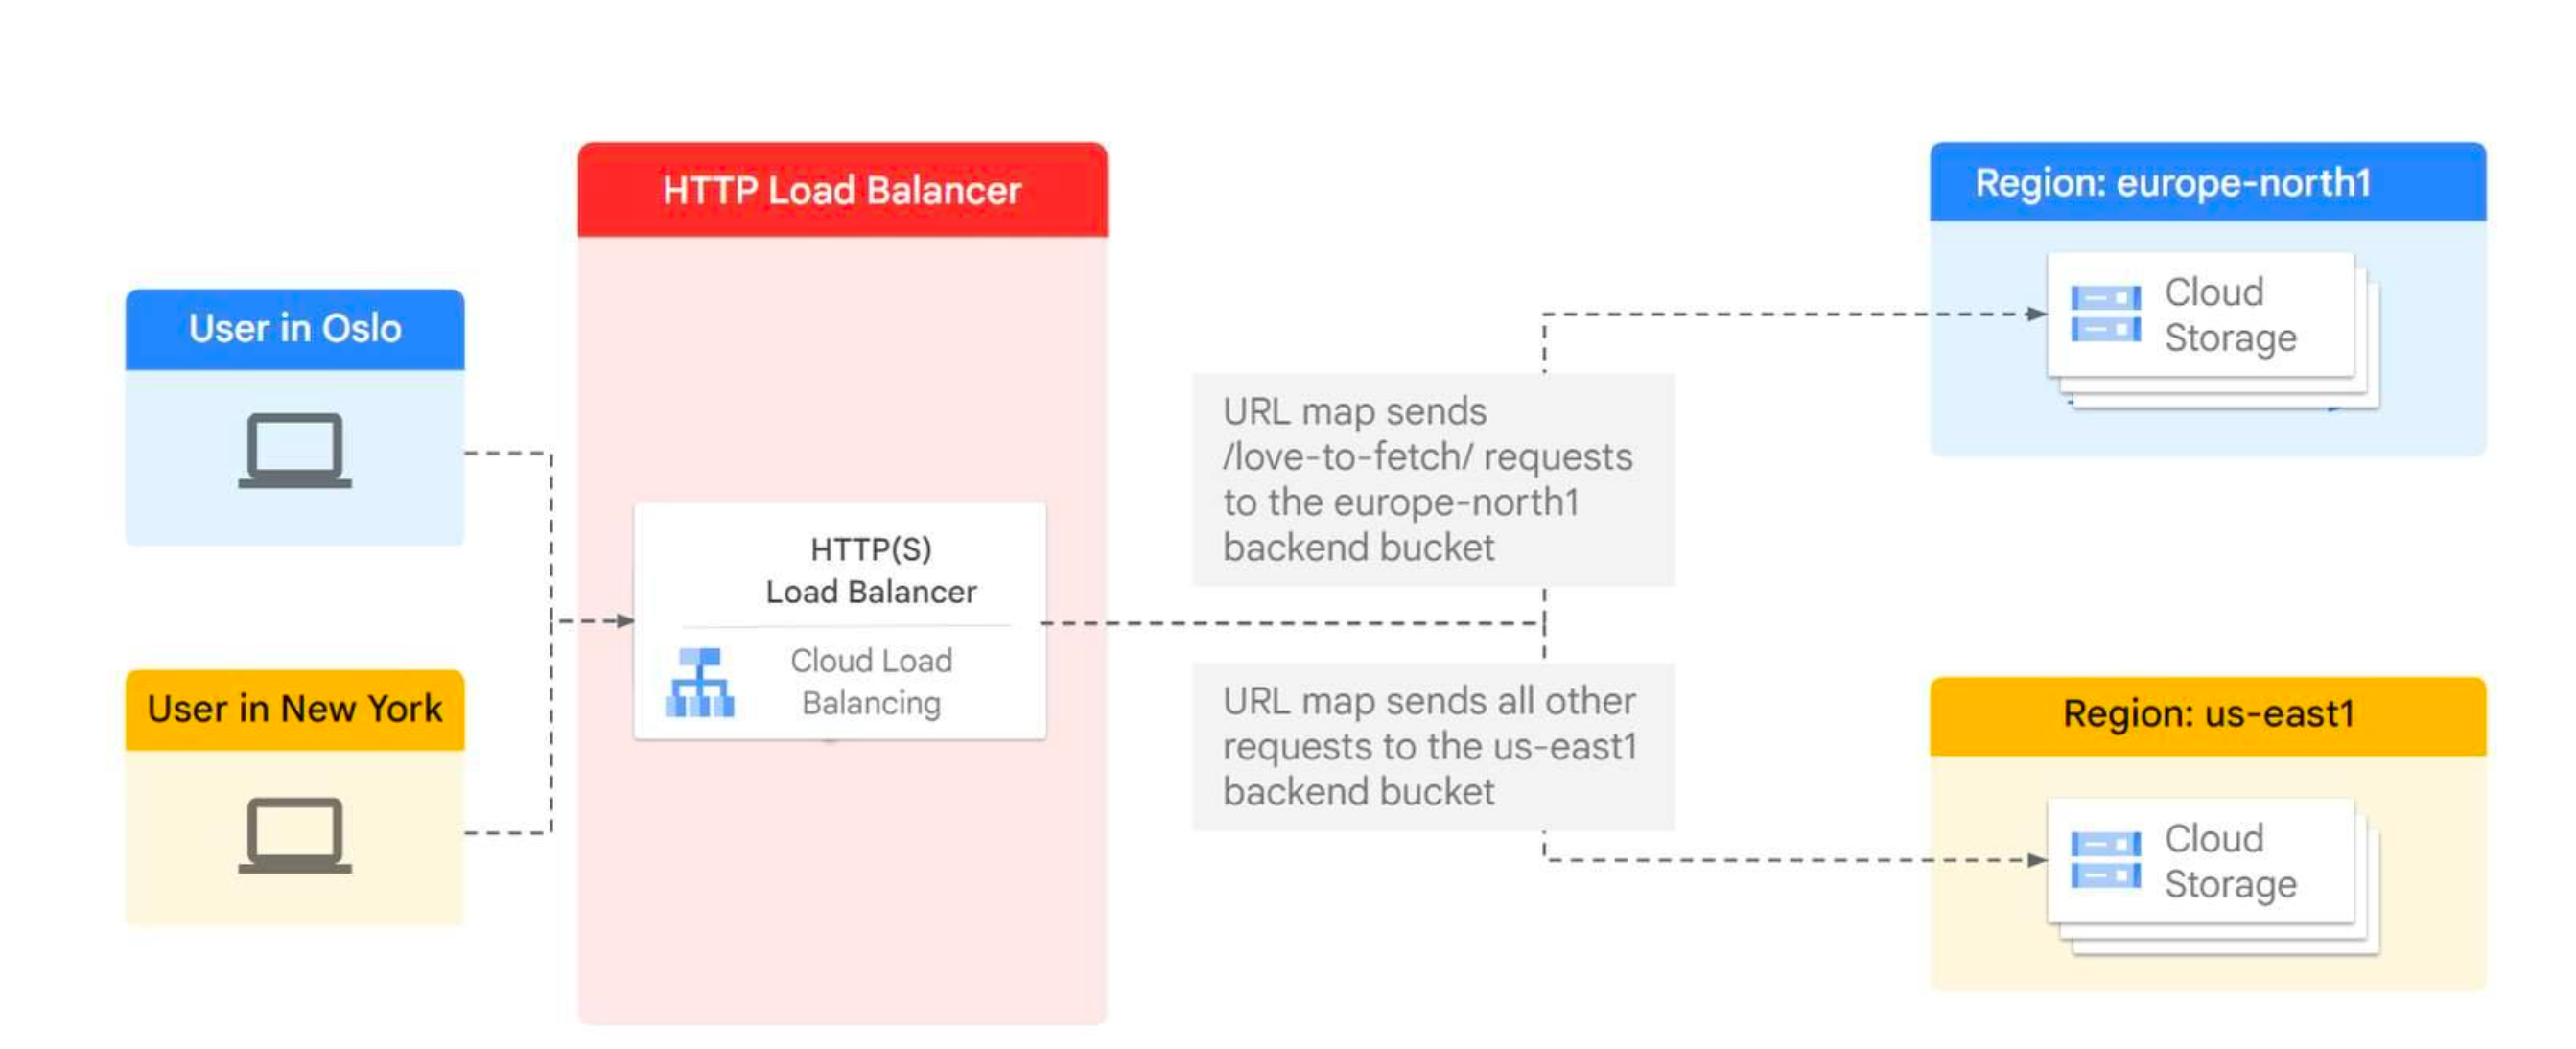 HTTP Load Balancer
User in Oslo
User in New York
HTTP(S)
Load Balancer
Cloud Load
Balancing
URL map sends
/love-to-fetch/ requests
to the europe-north1
backend bucket
URL map sends all other
requests to the us-east1
backend bucket
Region: europe-north1
Cloud
Storage
Region: us-east1
Cloud
Storage